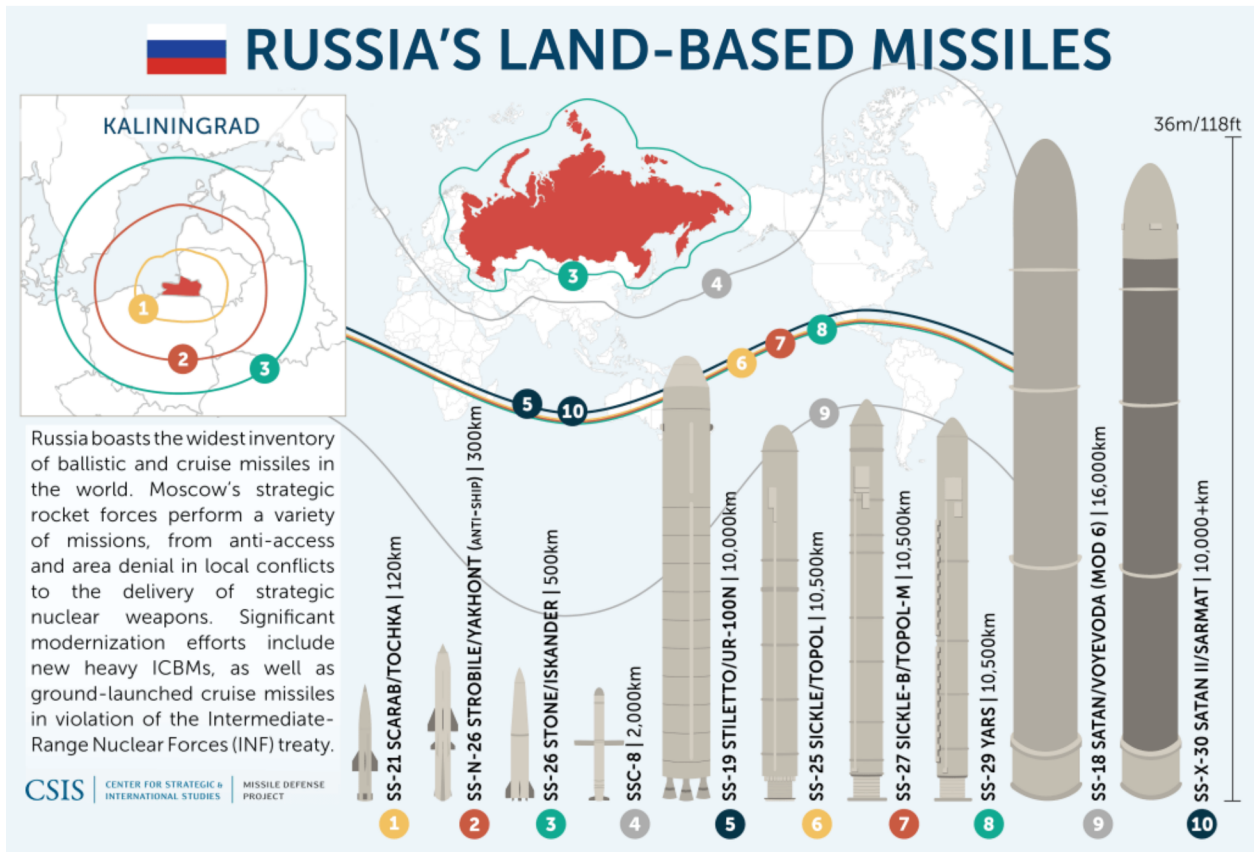 RUSSIA'S LAND-BASED MISSILES
KALININGRAD
1
2
3
3
4
36m/118ft
5
10
6
7
8
9
Russia boasts the widest inventory
of ballistic and cruise missiles in
the world. Moscow's strategic
rocket forces perform a variety
of missions, from anti-access
and area denial in local conflicts
to the delivery of strategic
nuclear weapons. Significant
modernization efforts include
new heavy ICBMs, as well as
ground-launched cruise missiles
in violation of the Intermediate-
Range Nuclear Forces (INF) treaty.
CSIS
CENTER FOR STRATEGIC &
INTERNATIONAL STUDIES
MISSILE DEFENSE
PROJECT
SS-21 SCARAB/TOCHKA | 120km
1
SS-N-26 STROBILE/YAKHONT (ANTI-SHIP) | 300km
2
SS-26 STONE/ISKANDER | 500km
3
SSC-8 | 2,000km
4
SS-19 STILETTO/UR-100N | 10,000km
5
SS-25 SICKLE/TOPOL | 10,500km
6
SS-27 SICKLE-B/TOPOL-M | 10,500km
7
SS-29 YARS | 10,500km
8
SS-18 SATAN/VOYEVODA (MOD 6) | 16,000km
9
SS-X-30 SATAN II/SARMAT | 10,000+km
10